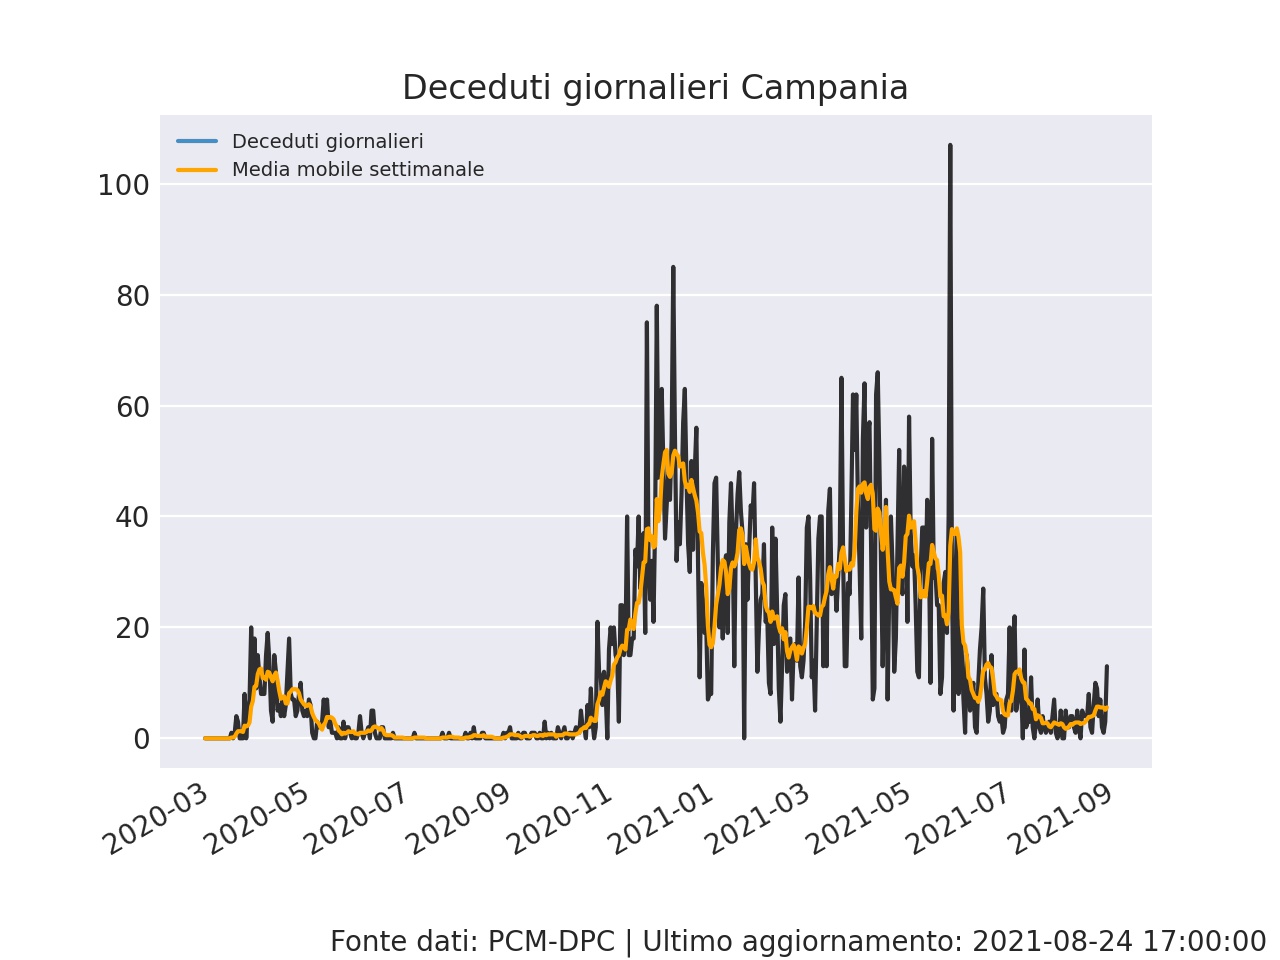 Deceduti giornalieri Campania
Deceduti giornalieri
Media mobile settimanale
100
80
60
40
20
0
2020-03 2020-05 2020-07 2020-09 2020-11 2021-01 2021-03 2021-05 2021-07 2021-09
Fonte dati: PCM-DPC | Ultimo aggiornamento: 2021-08-24 17:00:00